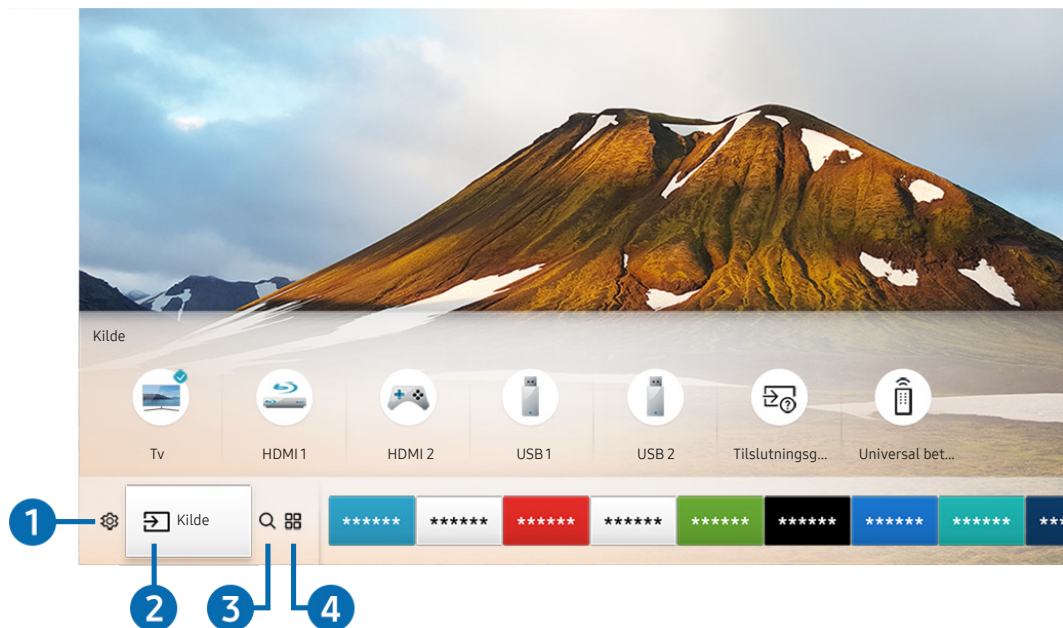 Kilde
Tv
HDMI 1
HDMI 2
USB 1
USB 2
Tilslutningsg...
Universal bet...
1
Kilde
****** ****** ****** ****** ****** ****** ****** ****** ***
2
3
4